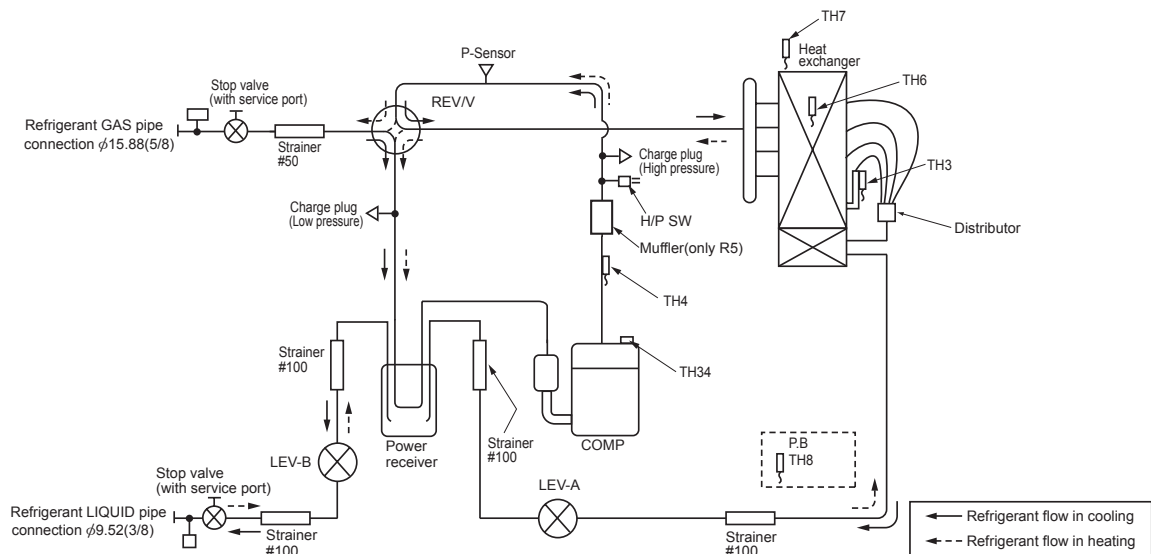 TH7
P-Sensor
Heat
exchanger
Stop valve
(with service port)
REV/V
TH6
Refrigerant GAS pipe
connection ϕ15.88(5/8)
Strainer
#50
Charge plug
(High pressure)
TH3
Charge plug
(Low pressure)
H/P SW
Distributor
Muffler(only R5)
TH4
Strainer
#100
TH34
Power
receiver
Strainer
#100
COMP
P.B
TH8
LEV-B
LEV-A
Stop valve
(with service port)
Refrigerant LIQUID pipe
connection ϕ9.52(3/8)
Strainer
#100
Strainer
#100
Refrigerant flow in cooling
Refrigerant flow in heating